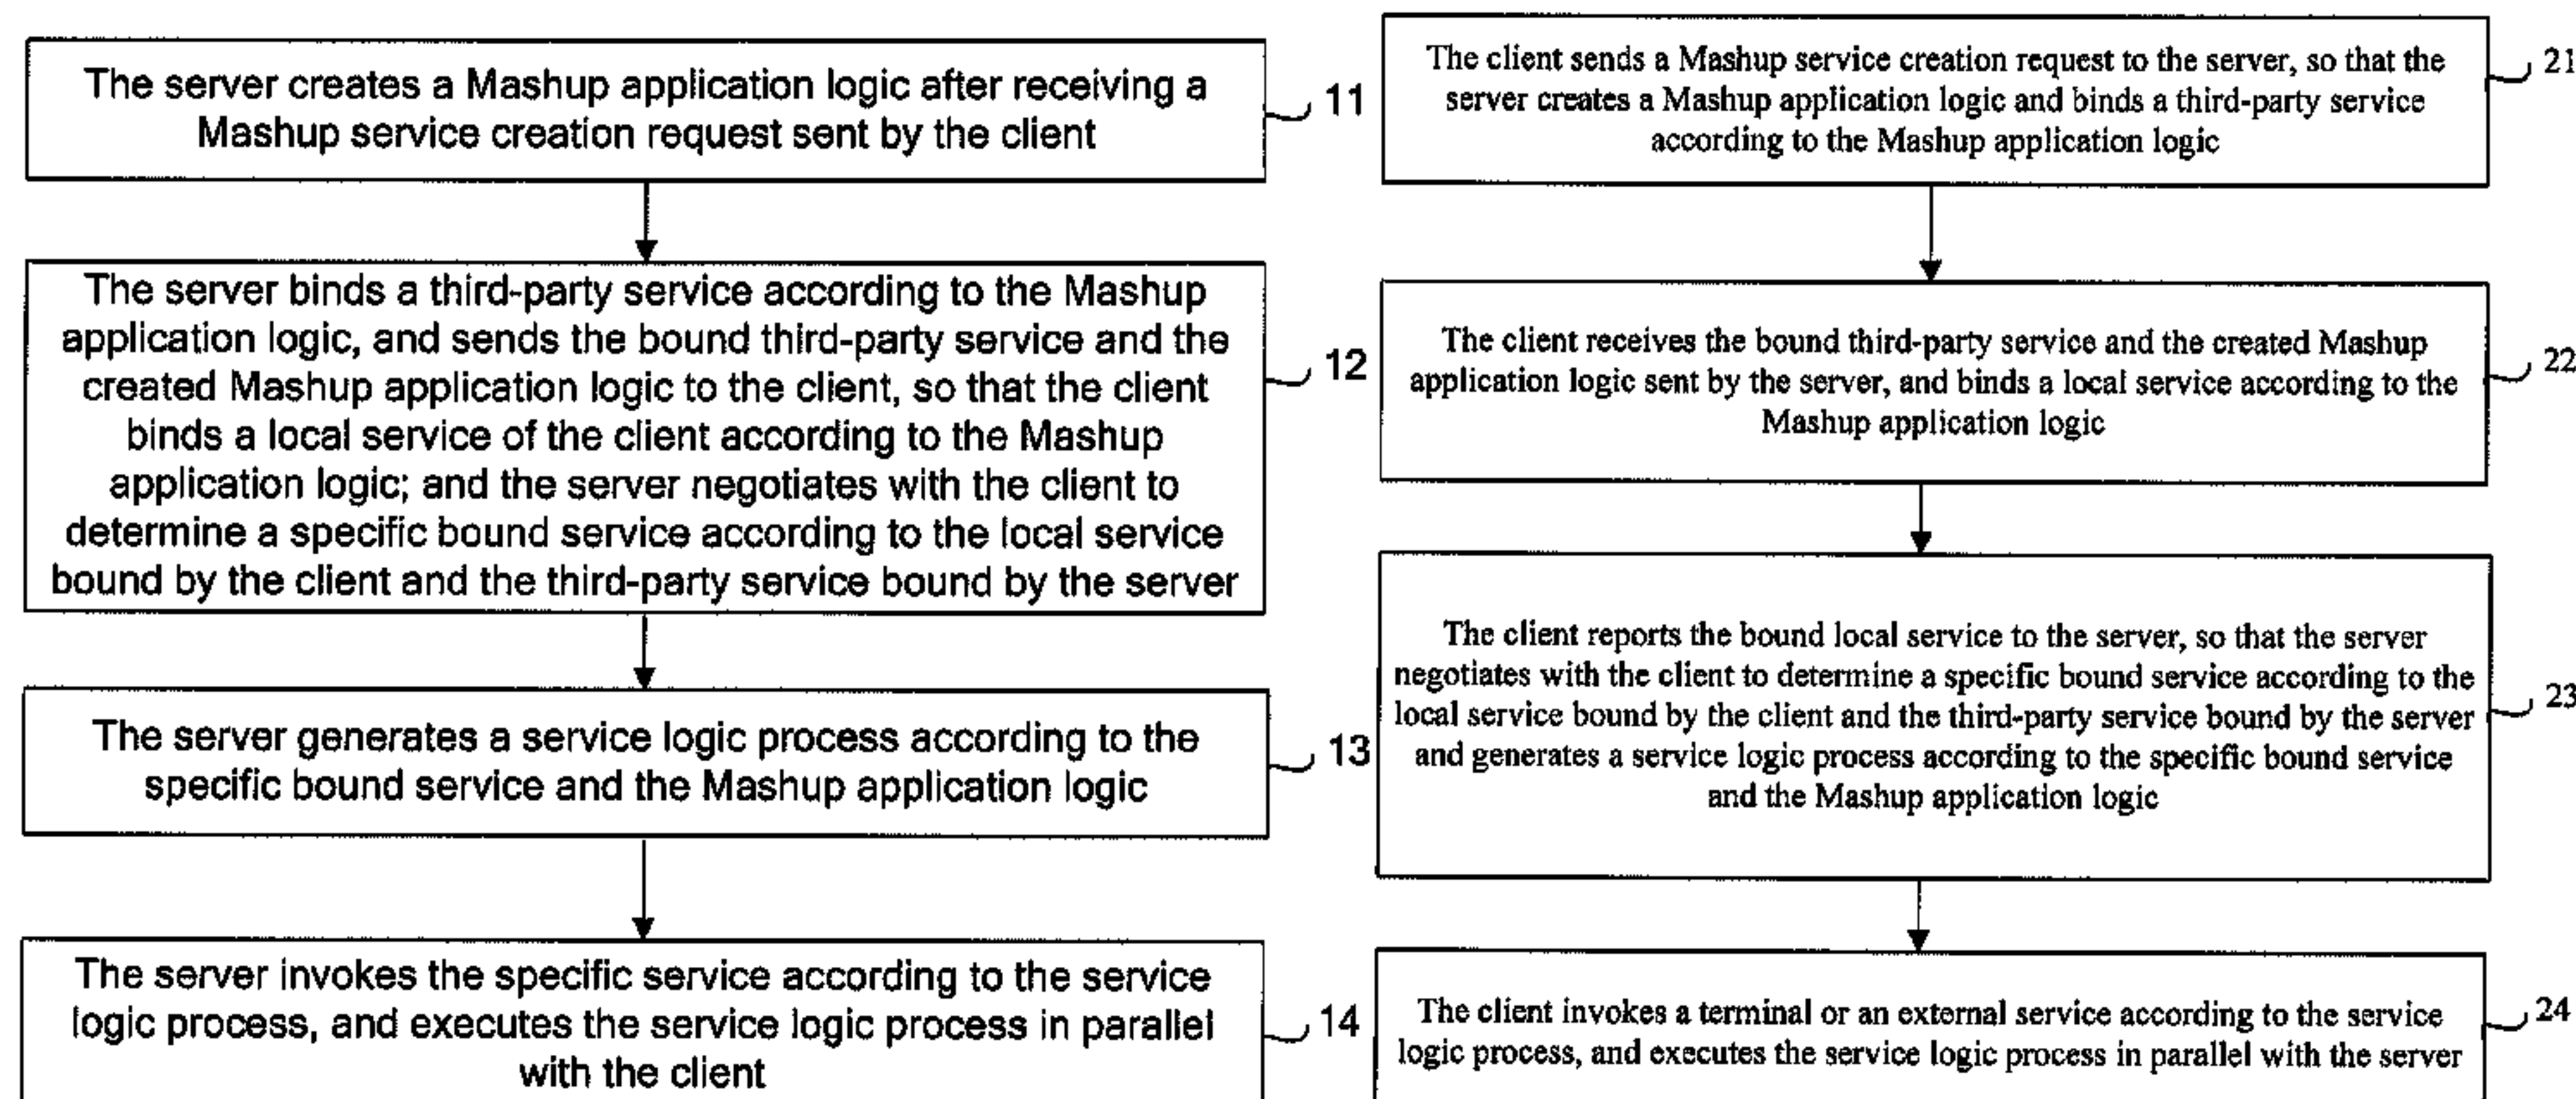 The server creates a Mashup application logic after receiving a
Mashup service creation request sent by the client
11
The server binds a third-party service according to the Mashup
application logic, and sends the bound third-party service and the
created Mashup application logic to the client, so that the client
binds a local service of the client according to the Mashup
application logic; and the server negotiates with the client to
determine a specific bound service according to the local service
bound by the client and the third-party service bound by the server
12
The server generates a service logic process according to the
specific bound service and the Mashup application logic
13
The server invokes the specific service according to the service
logic process, and executes the service logic process in parallel
with the client
14
The client sends a Mashup service creation request to the server, so that the
server creates a Mashup application logic and binds a third-party service
according to the Mashup application logic
21
The client receives the bound third-party service and the created Mashup
application logic sent by the server, and binds a local service according to the
Mashup application logic
22
The client reports the bound local service to the server, so that the server
negotiates with the client to determine a specific bound service according to the
local service bound by the client and the third-party service bound by the server
and generates a service logic process according to the specific bound service
and the Mashup application logic
23
The client invokes a terminal or an external service according to the service
logic process, and executes the service logic process in parallel with the server
24